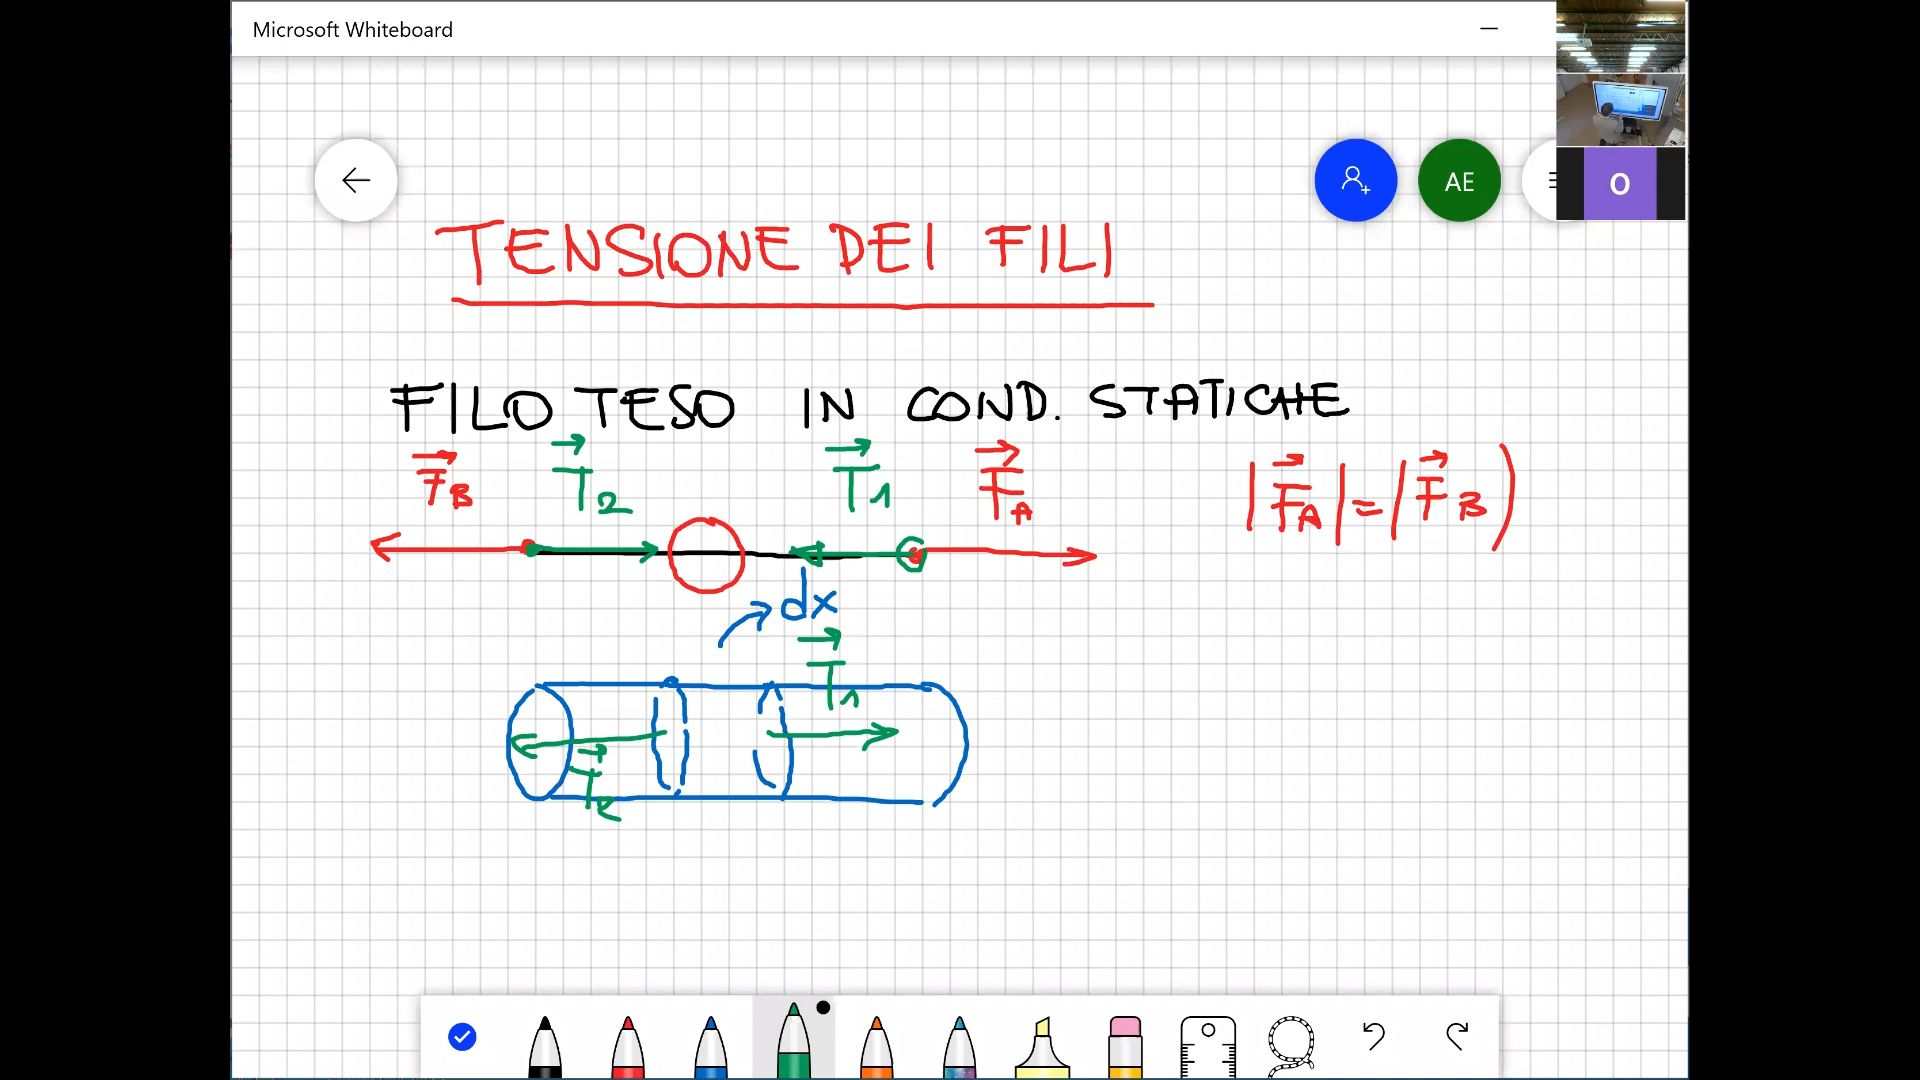 Microsoft Whiteboard
AE
O
TENSIONE DEI FILI
FILO TESO IN COND. STATICHE
F⃗B T⃗2 T⃗1 F⃗A |F⃗A| = |F⃗B|
dx
T⃗1
T⃗2